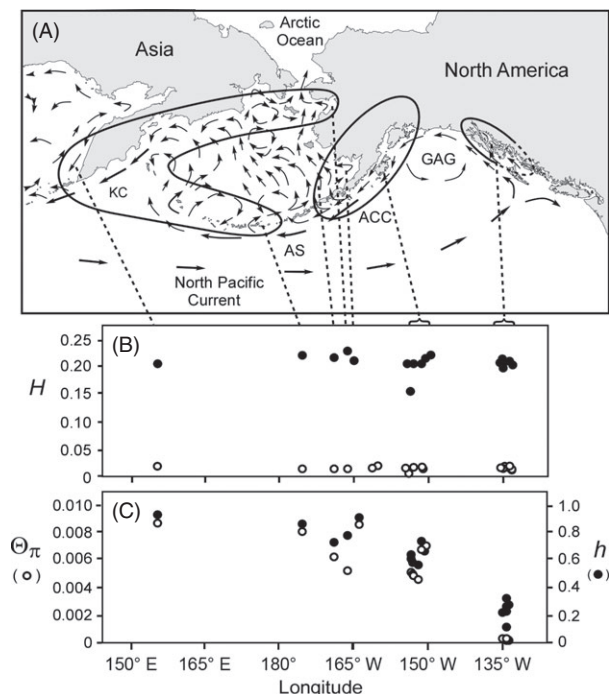 (A)
Arctic
Ocean
Asia
North America
KC
GAG
ACC
AS
North Pacific
Current
(B)
0.25
0.20
H
0.15
0.10
0.05
0
(C)
0.010
0.008
0.006
0.004
0.002
0
Θπ
(○)
1.0
0.8
0.6
0.4
0.2
0
h
(●)
150° E 165° E 180° 165° W 150° W 135° W
Longitude